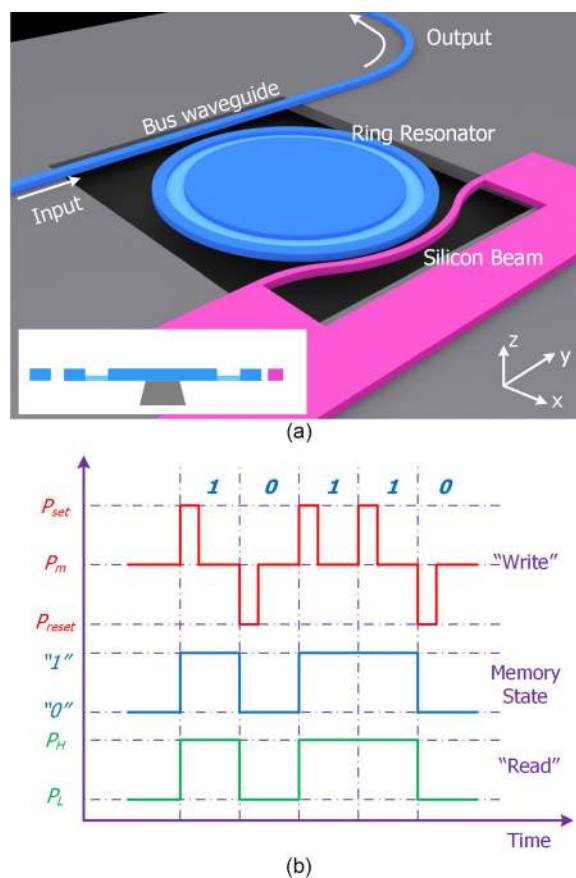 Output
Bus waveguide
Ring Resonator
Input
Silicon Beam
z
y
x
(a)
1 0 1 1 0
Pset
Pm
"Write"
Preset
"1"
Memory
State
"0"
PH
"Read"
PL
Time
(b)